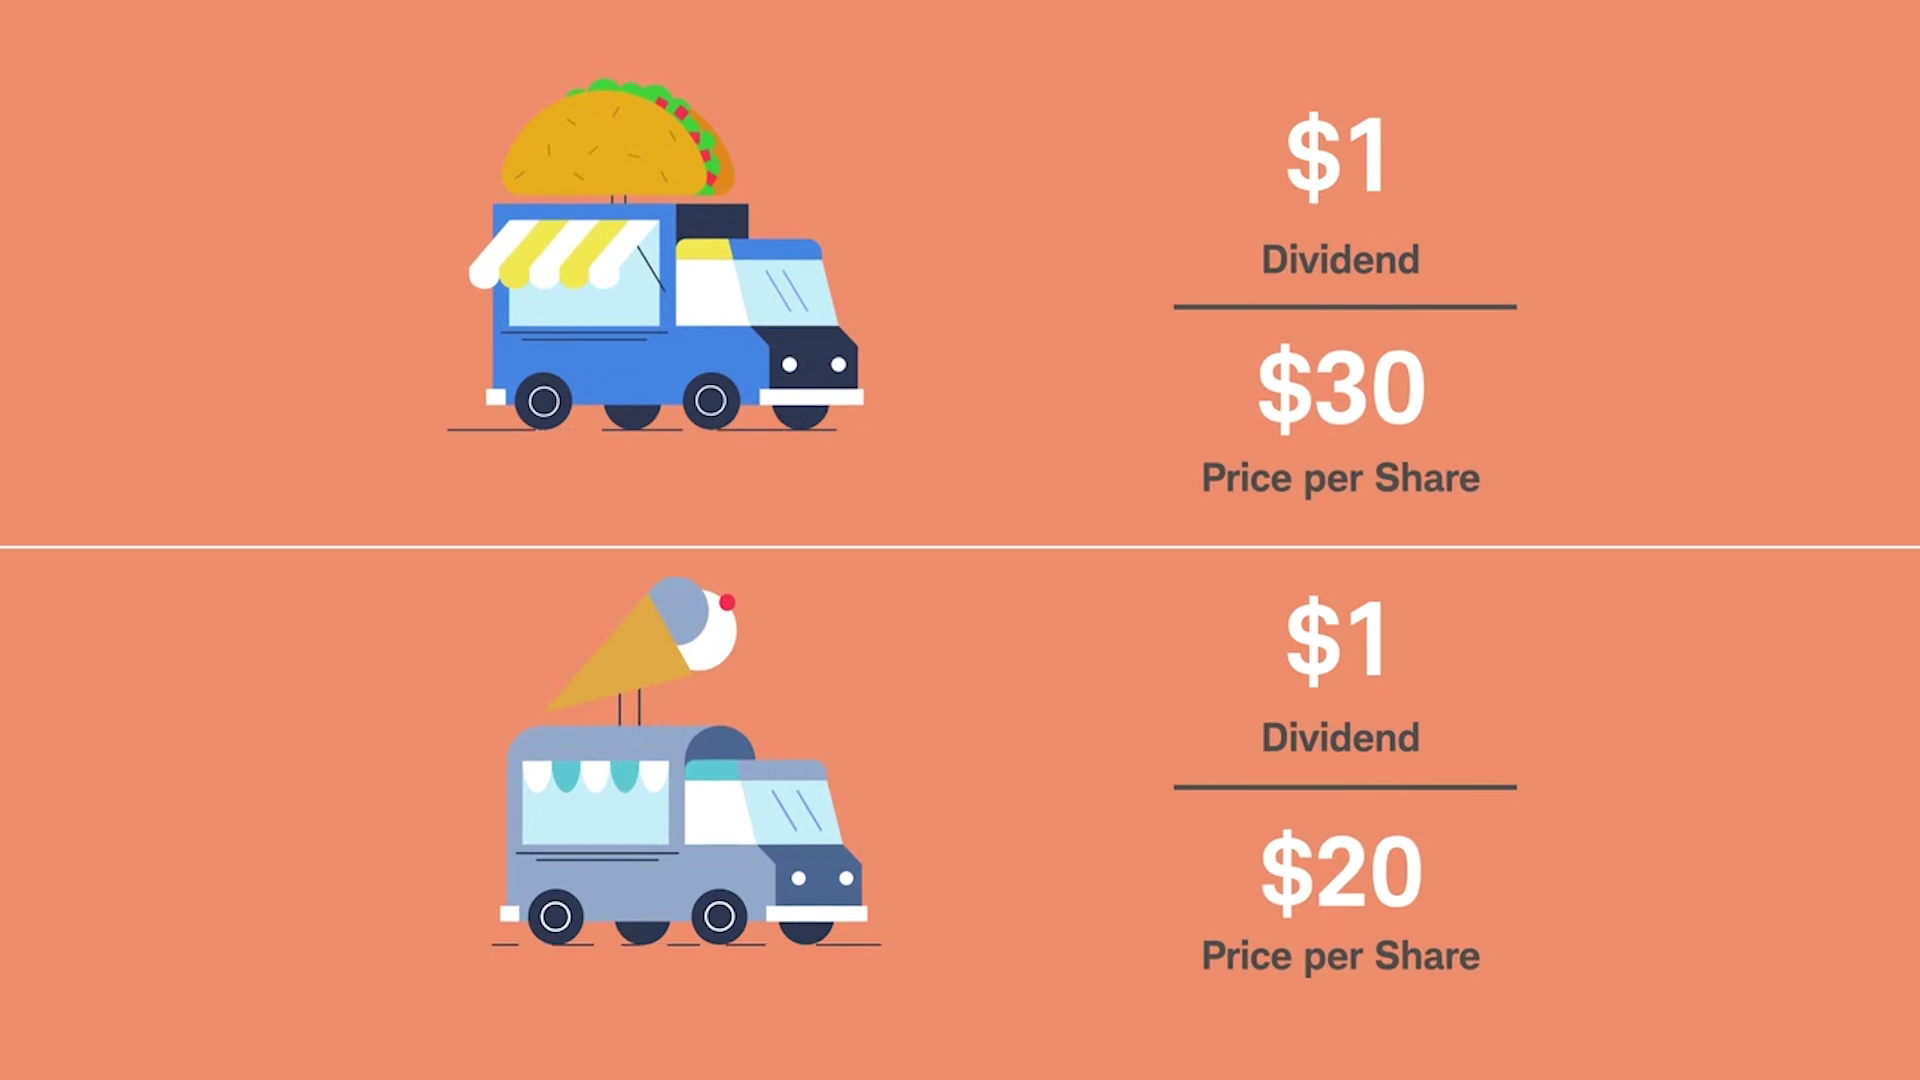 $1
Dividend
$30
Price per Share
$1
Dividend
$20
Price per Share